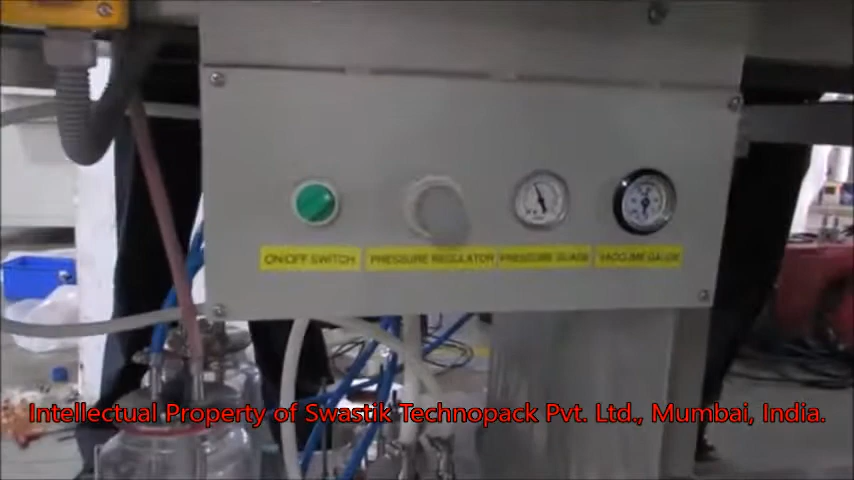 ON/OFF SWITCH
PRESSURE REGULATOR
PRESSURE GUAGE
VACCUME GAUGE
Intellectual Property of Swastik Technopack Pvt. Ltd., Mumbai, India.